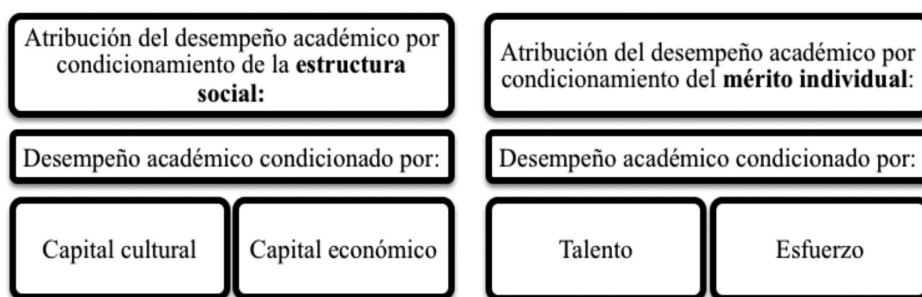 Atribución del desempeño académico por
condicionamiento de la estructura
social:
Desempeño académico condicionado por:
Capital cultural
Capital económico
Atribución del desempeño académico por
condicionamiento del mérito individual:
Desempeño académico condicionado por:
Talento
Esfuerzo